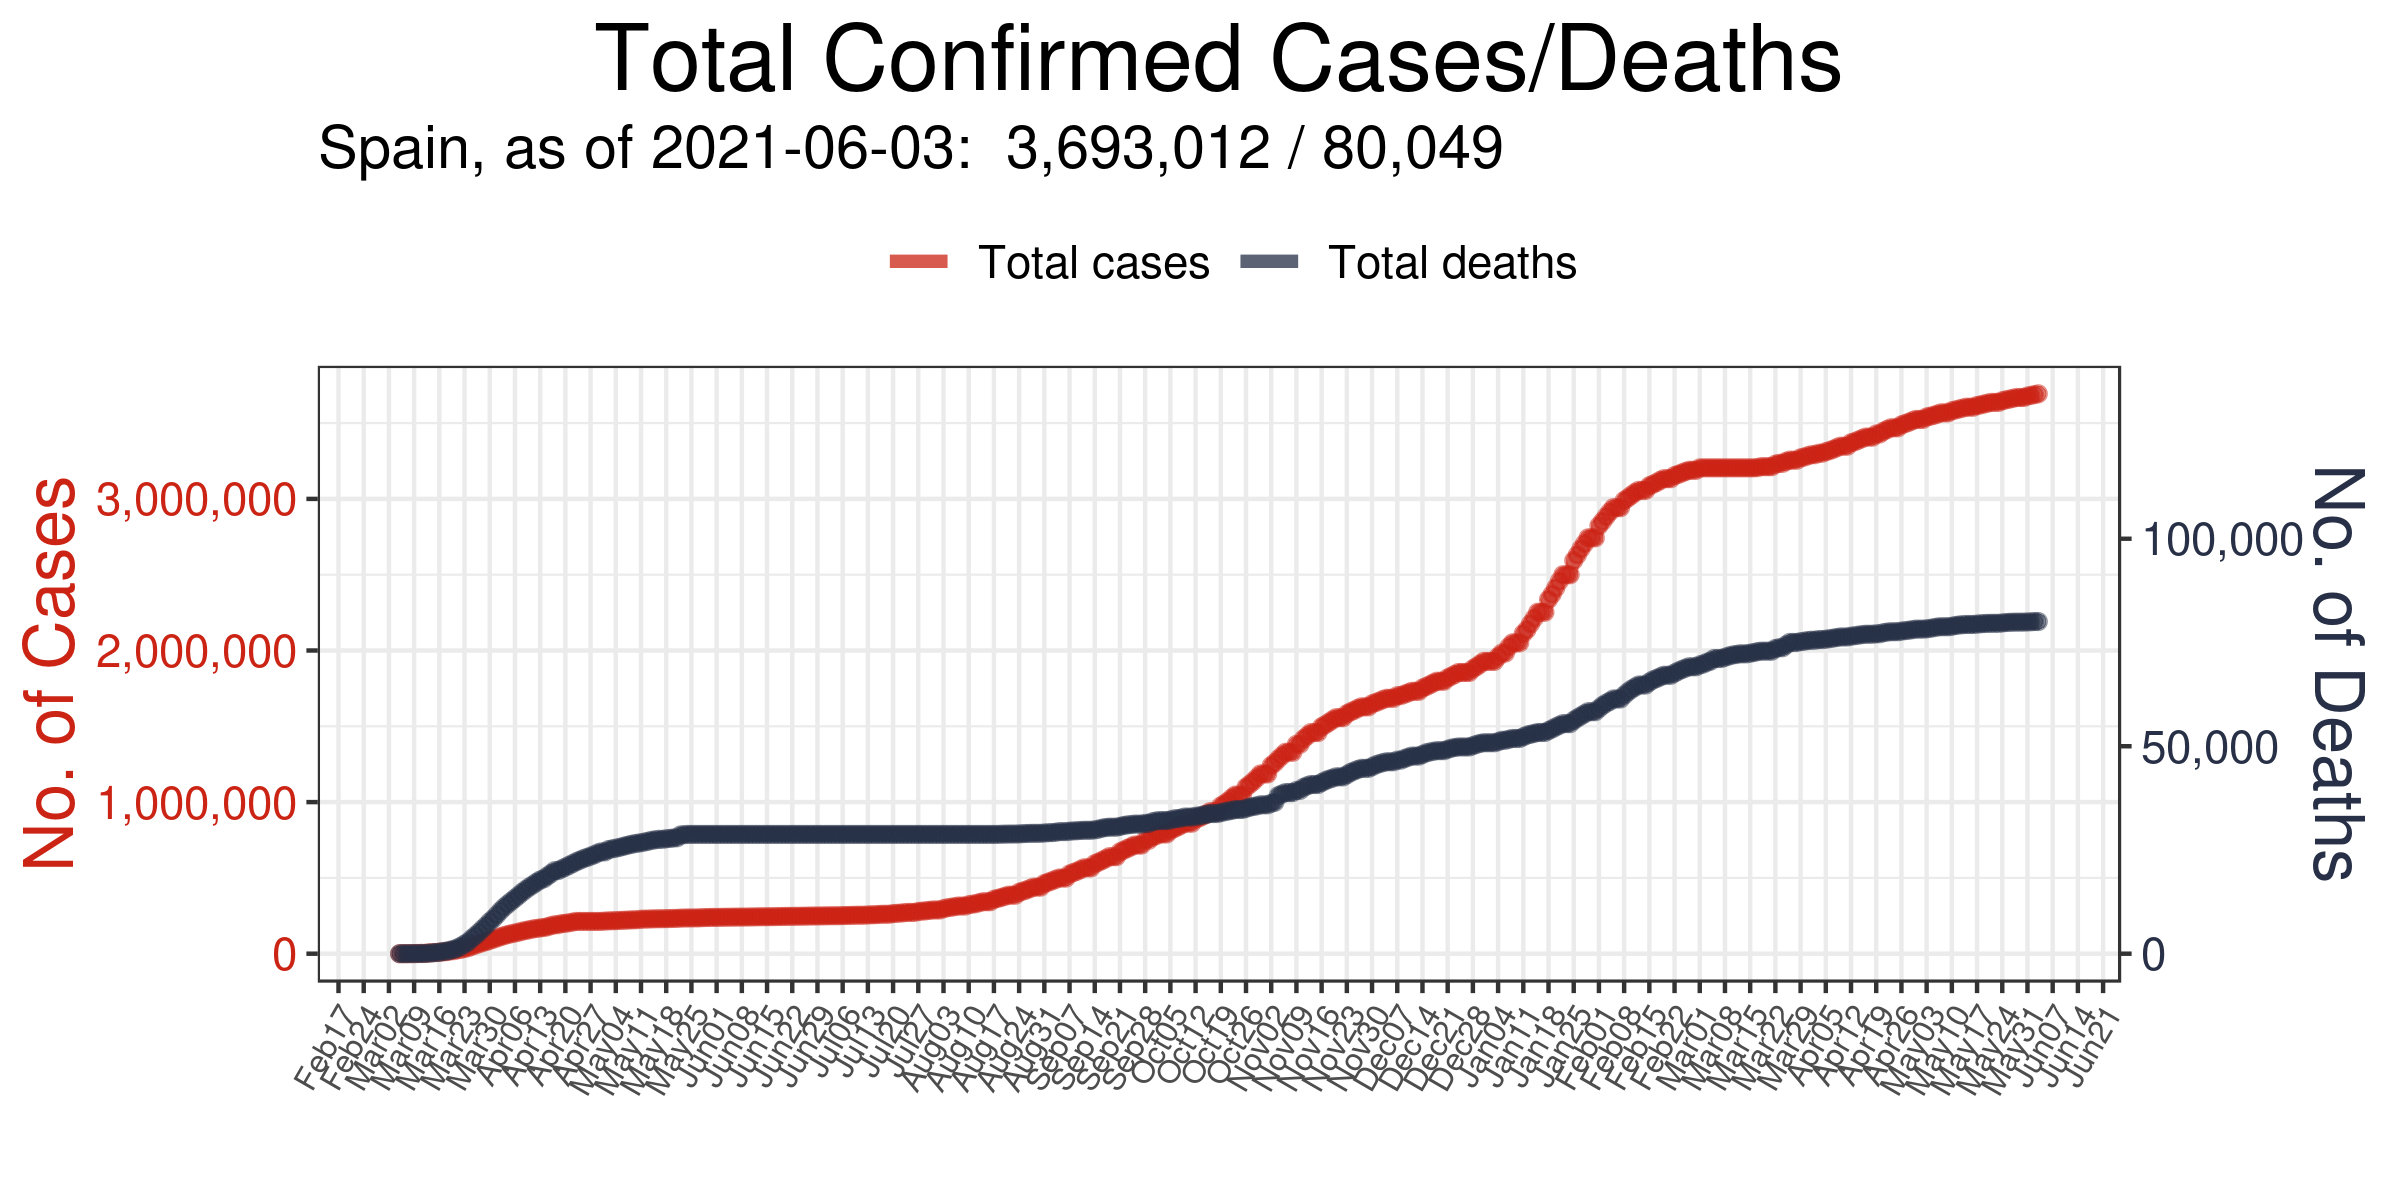 Total Confirmed Cases/Deaths
Spain, as of 2021-06-03:  3,693,012 / 80,049
Total cases
Total deaths
No. of Cases
3,000,000
2,000,000
1,000,000
0
No. of Deaths
100,000
50,000
0
Feb17
Feb24
Mar02
Mar09
Mar16
Mar23
Mar30
Apr06
Apr13
Apr20
Apr27
May04
May11
May18
May25
Jun01
Jun08
Jun15
Jun22
Jun29
Jul06
Jul13
Jul20
Jul27
Aug03
Aug10
Aug17
Aug24
Aug31
Sep07
Sep14
Sep21
Sep28
Oct05
Oct12
Oct19
Oct26
Nov02
Nov09
Nov16
Nov23
Nov30
Dec07
Dec14
Dec21
Dec28
Jan04
Jan11
Jan18
Jan25
Feb01
Feb08
Feb15
Feb22
Mar01
Mar08
Mar15
Mar22
Mar29
Apr05
Apr12
Apr19
Apr26
May03
May10
May17
May24
May31
Jun07
Jun14
Jun21